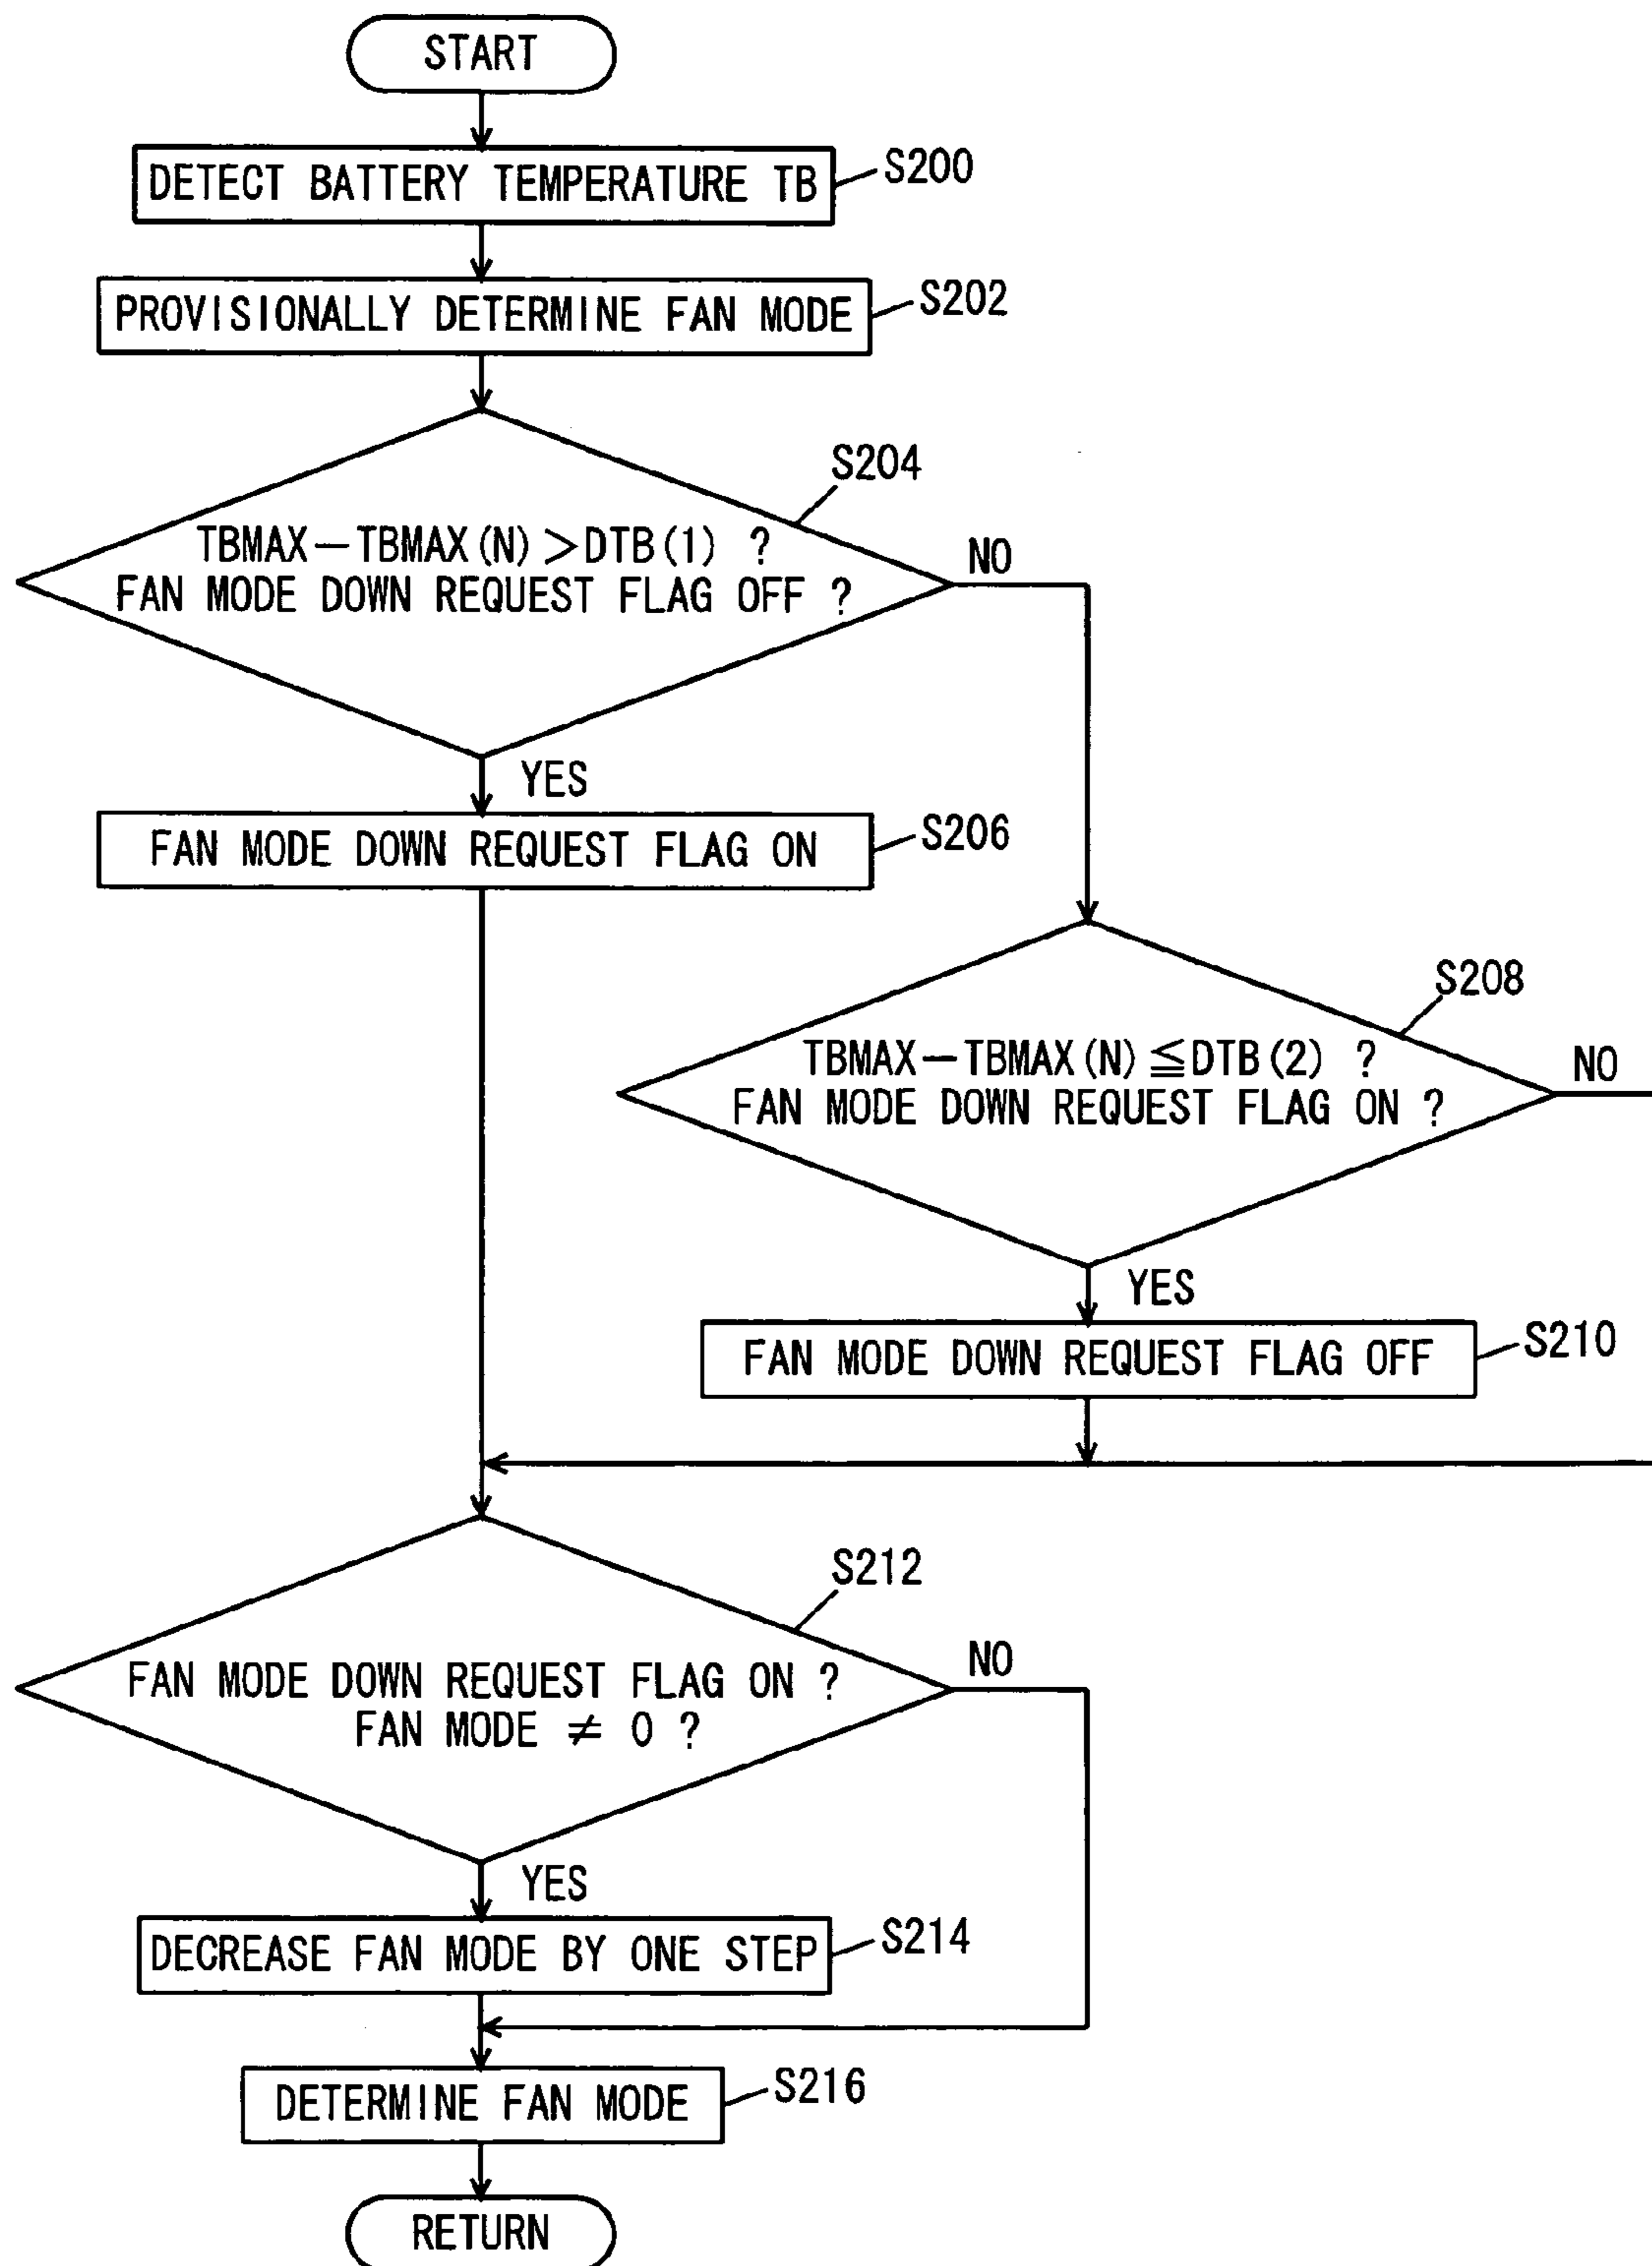 START
DETECT BATTERY TEMPERATURE TB
S200
PROVISIONALLY DETERMINE FAN MODE
S202
S204
TBMAX－TBMAX(N)＞DTB(1) ?
FAN MODE DOWN REQUEST FLAG OFF ?
NO
YES
FAN MODE DOWN REQUEST FLAG ON
S206
S208
TBMAX－TBMAX(N)≦DTB(2) ?
FAN MODE DOWN REQUEST FLAG ON ?
NO
YES
FAN MODE DOWN REQUEST FLAG OFF
S210
S212
FAN MODE DOWN REQUEST FLAG ON ?
FAN MODE ≠ 0 ?
NO
YES
DECREASE FAN MODE BY ONE STEP
S214
DETERMINE FAN MODE
S216
RETURN